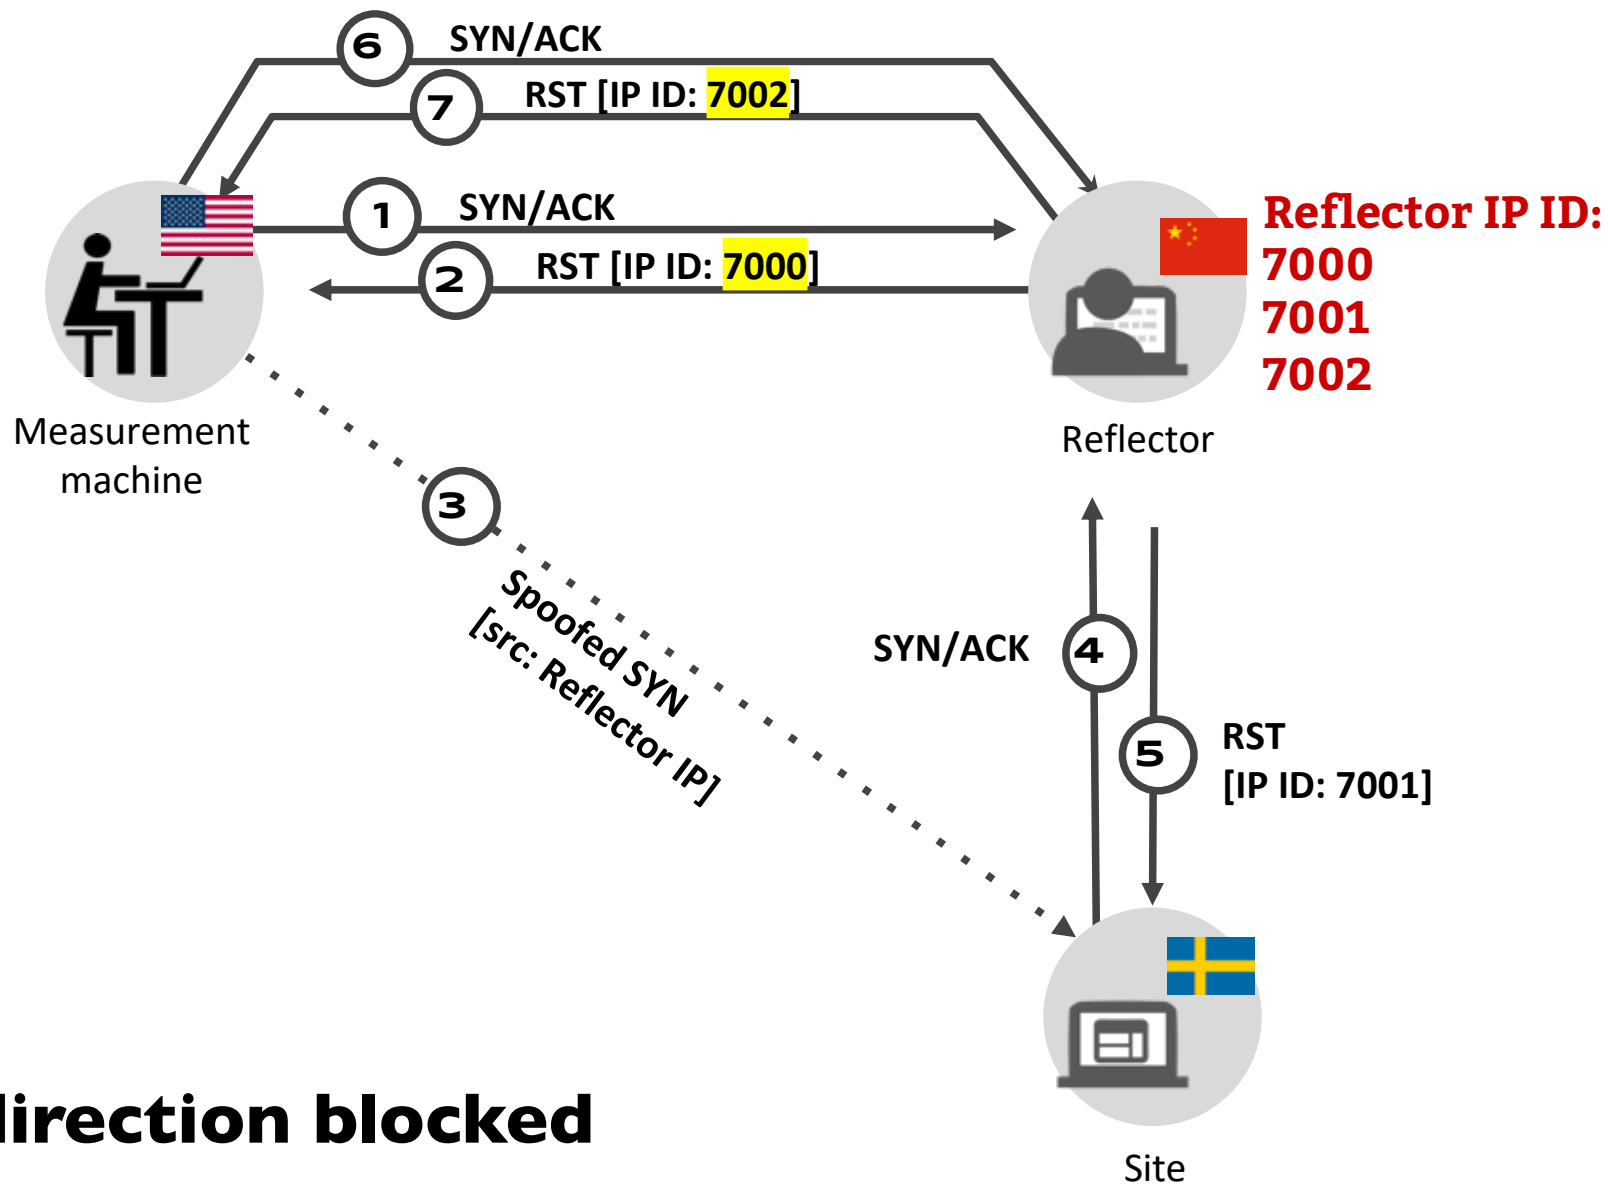 6 SYN/ACK
7 RST [IP ID: 7002]
1 SYN/ACK
2 RST [IP ID: 7000]
Reflector IP ID:
7000
7001
7002
Measurement
machine
Reflector
3
Spoofed SYN
[src: Reflector IP]
SYN/ACK 4
5 RST
[IP ID: 7001]
direction blocked
Site